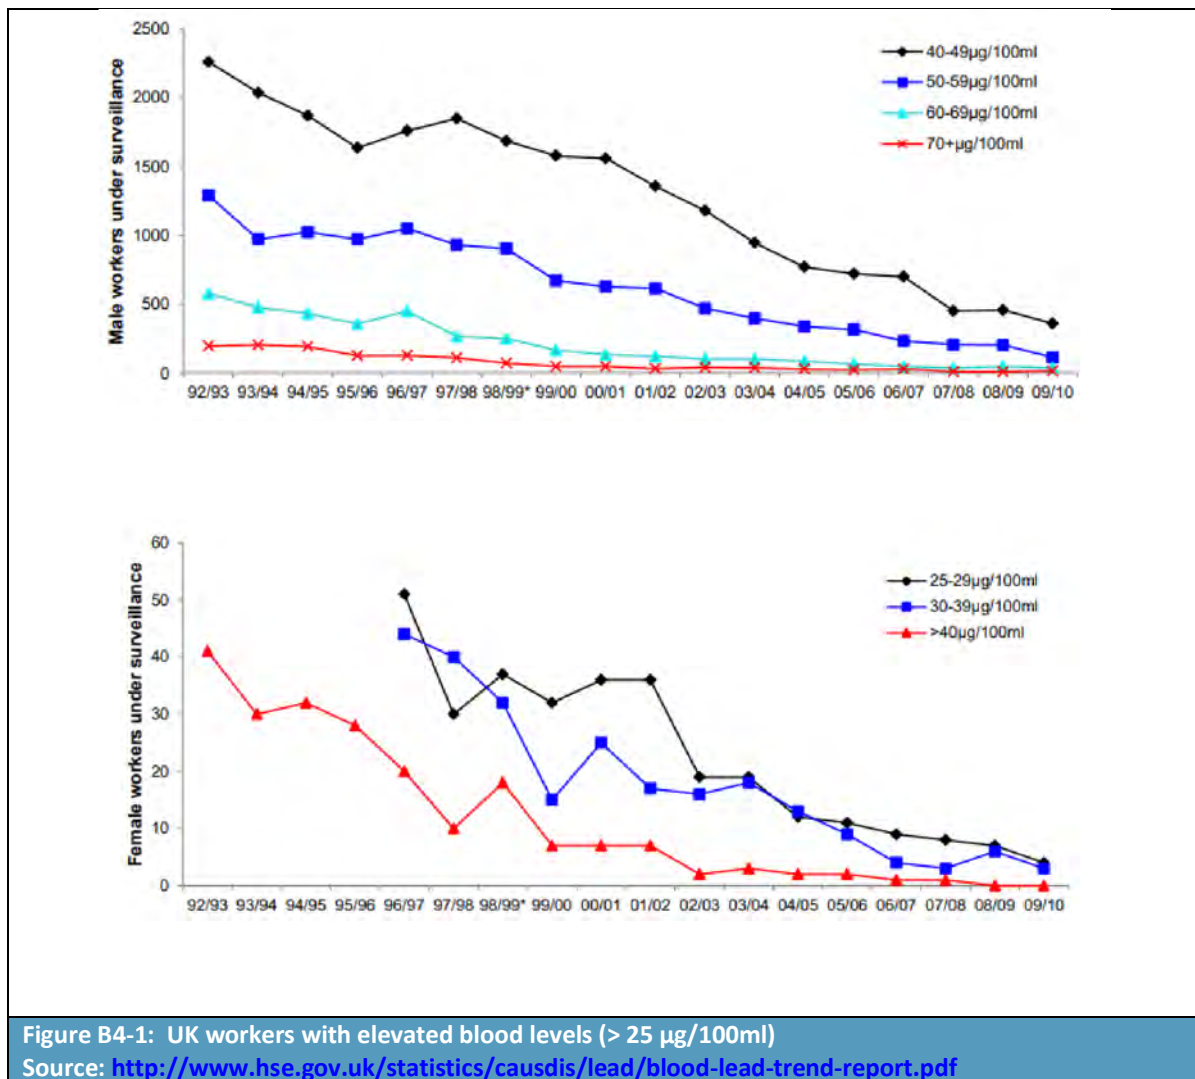 2500
2000
1500
1000
500
0
Male workers under surveillance
40-49µg/100ml
50-59µg/100ml
60-69µg/100ml
70+µg/100ml
92/93 93/94 94/95 95/96 96/97 97/98 98/99* 99/00 00/01 01/02 02/03 03/04 04/05 05/06 06/07 07/08 08/09 09/10
60
50
40
30
20
10
0
Female workers under surveillance
25-29µg/100ml
30-39µg/100ml
>40µg/100ml
92/93 93/94 94/95 95/96 96/97 97/98 98/99* 99/00 00/01 01/02 02/03 03/04 04/05 05/06 06/07 07/08 08/09 09/10
Figure B4-1: UK workers with elevated blood levels (> 25 µg/100ml)
Source: http://www.hse.gov.uk/statistics/causdis/lead/blood-lead-trend-report.pdf